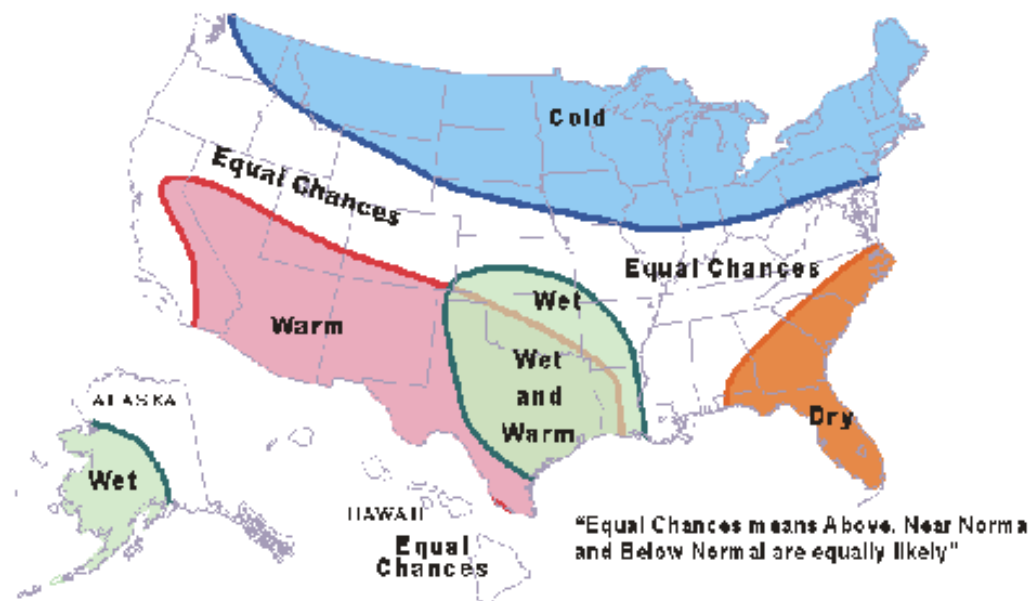 Cold
Equal Chances
Equal Chances
Wet
Warm
Wet
and
Warm
ALASKA
Dry
Wet
HAWAII
Equal
Chances
"Equal Chances means Above. Near Norma
and Below Normal are equally likely"